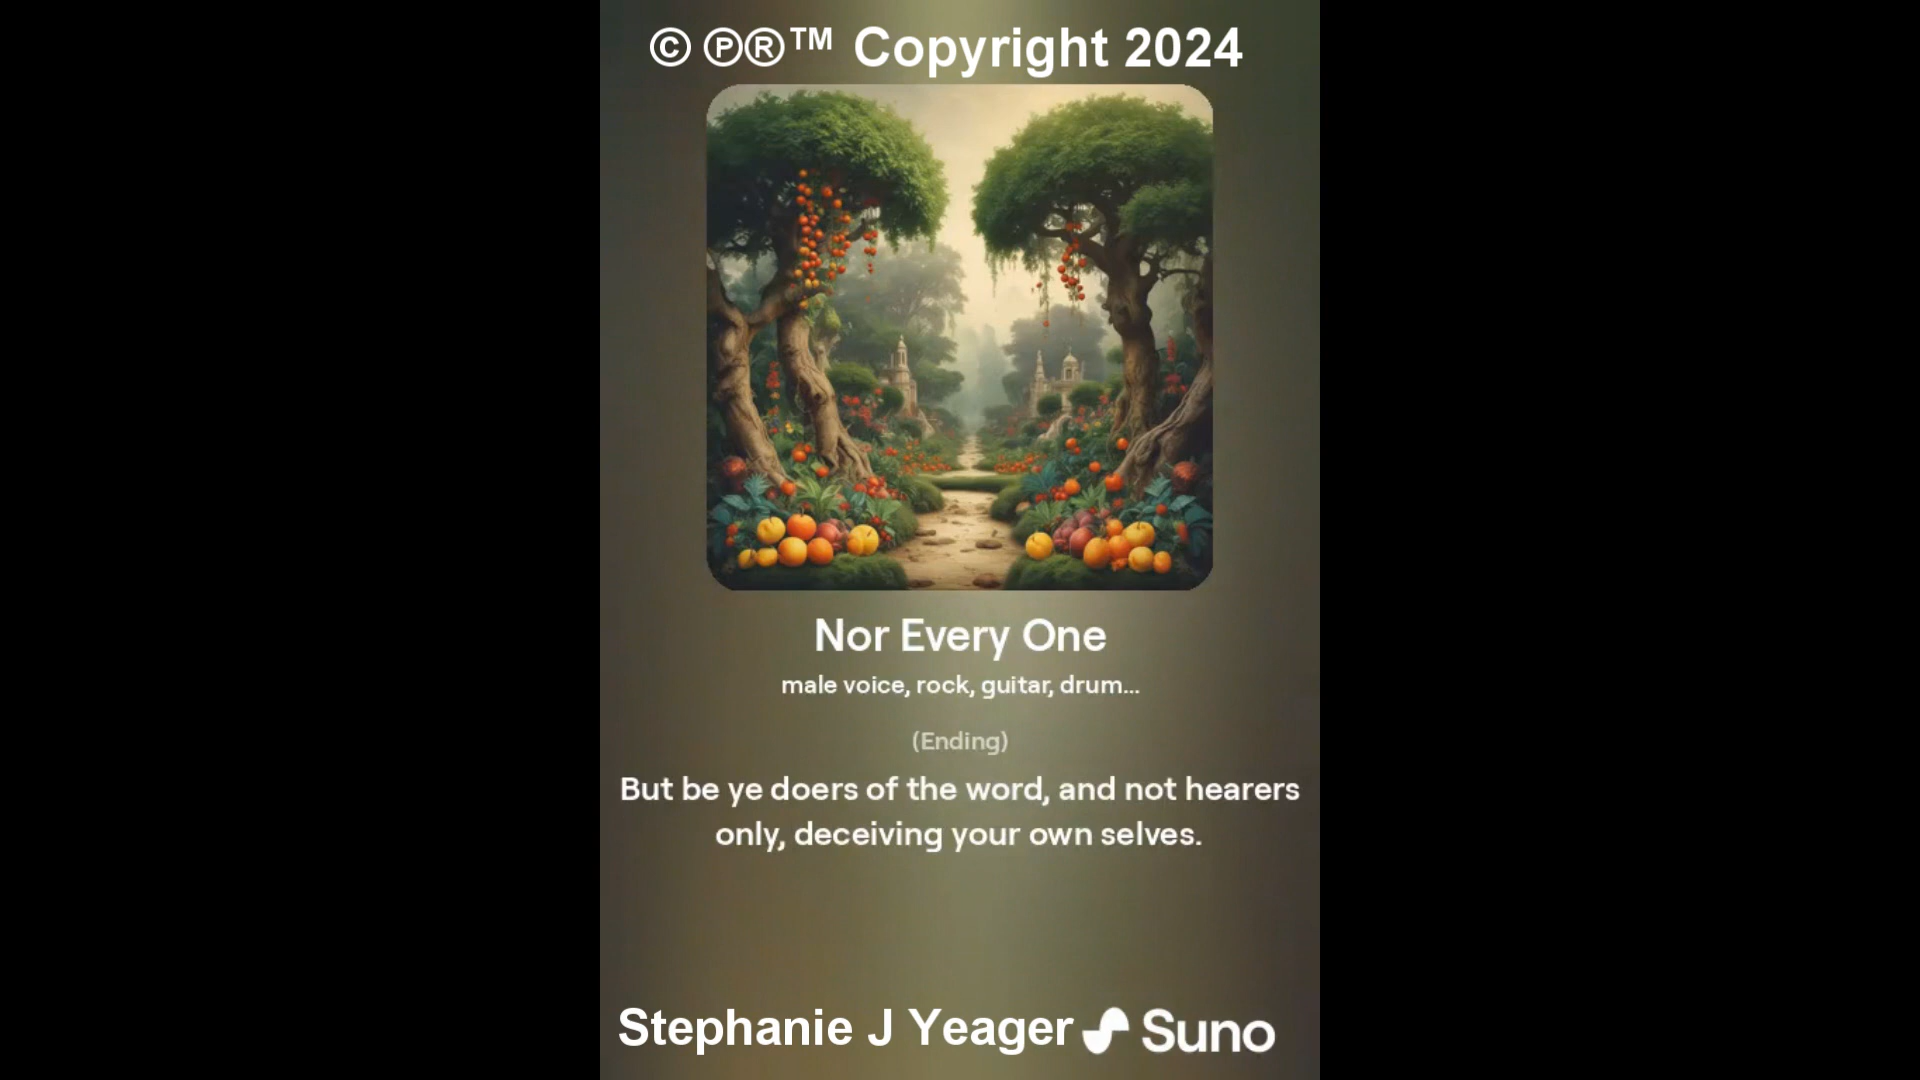 © ℗®™ Copyright 2024
Nor Every One
male voice, rock, guitar, drum...
(Ending)
But be ye doers of the word, and not hearers
only, deceiving your own selves.
Stephanie J Yeager Suno